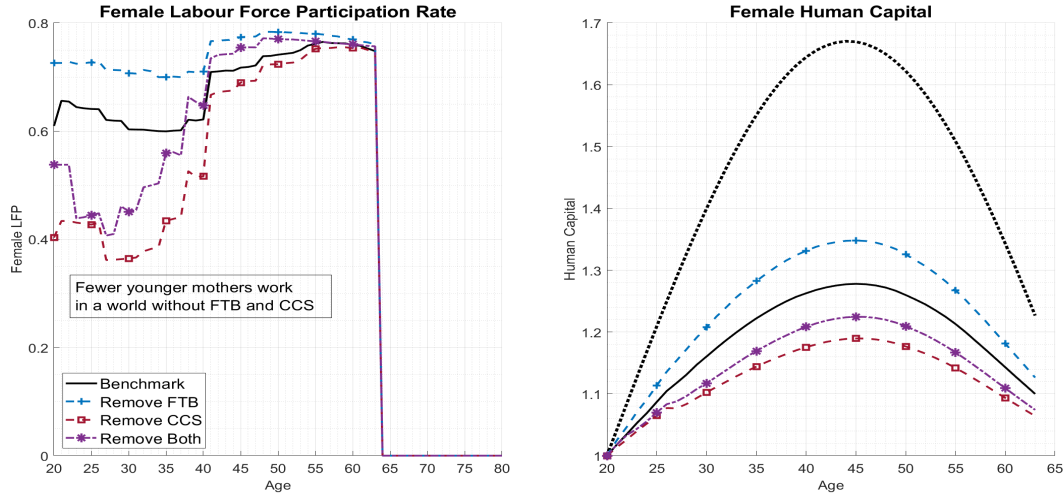 Female Labour Force Participation Rate
0.8
0.6
0.4
0.2
0
Female LFP
Fewer younger mothers work
in a world without FTB and CCS
Benchmark
Remove FTB
Remove CCS
Remove Both
20 25 30 35 40 45 50 55 60 65 70 75 80
Age
Female Human Capital
1.7
1.6
1.5
1.4
1.3
1.2
1.1
1
Human Capital
20 25 30 35 40 45 50 55 60 65
Age